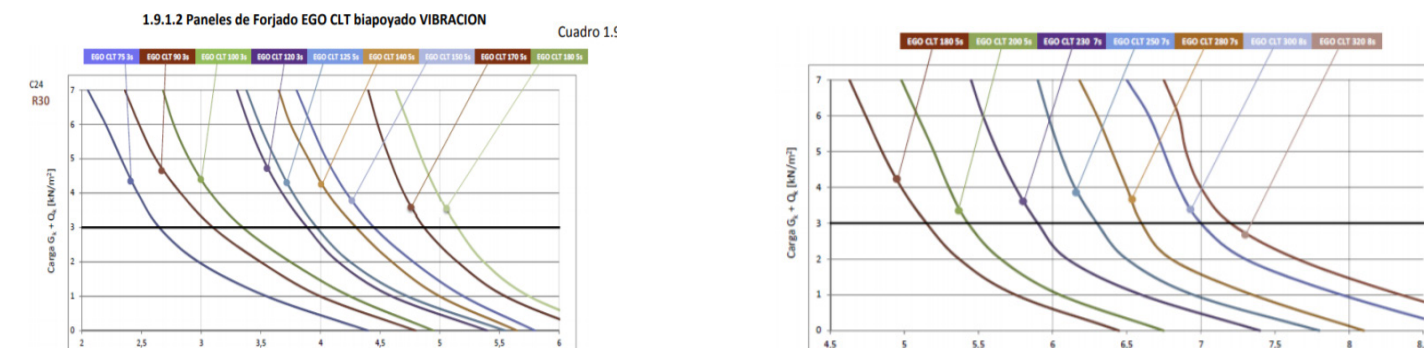 1.9.1.2 Paneles de Forjado EGO CLT biapoyado VIBRACION
Cuadro 1.9
EGO CLT 75 3s EGO CLT 90 3s EGO CLT 100 3s EGO CLT 120 3s EGO CLT 125 5s EGO CLT 140 5s EGO CLT 150 5s EGO CLT 170 5s EGO CLT 180 5s
C24
R30
Carga Gk + Qk [kN/m²]
7
6
5
4
3
2
1
0
2 2,5 3 3,5 4 4,5 5 5,5 6
EGO CLT 180 5s EGO CLT 200 5s EGO CLT 230 7s EGO CLT 250 7s EGO CLT 280 7s EGO CLT 300 8s EGO CLT 320 8s
Carga Gk + Qk [kN/m²]
7
6
5
4
3
2
1
0
4.5 5 5.5 6 6.5 7 7.5 8